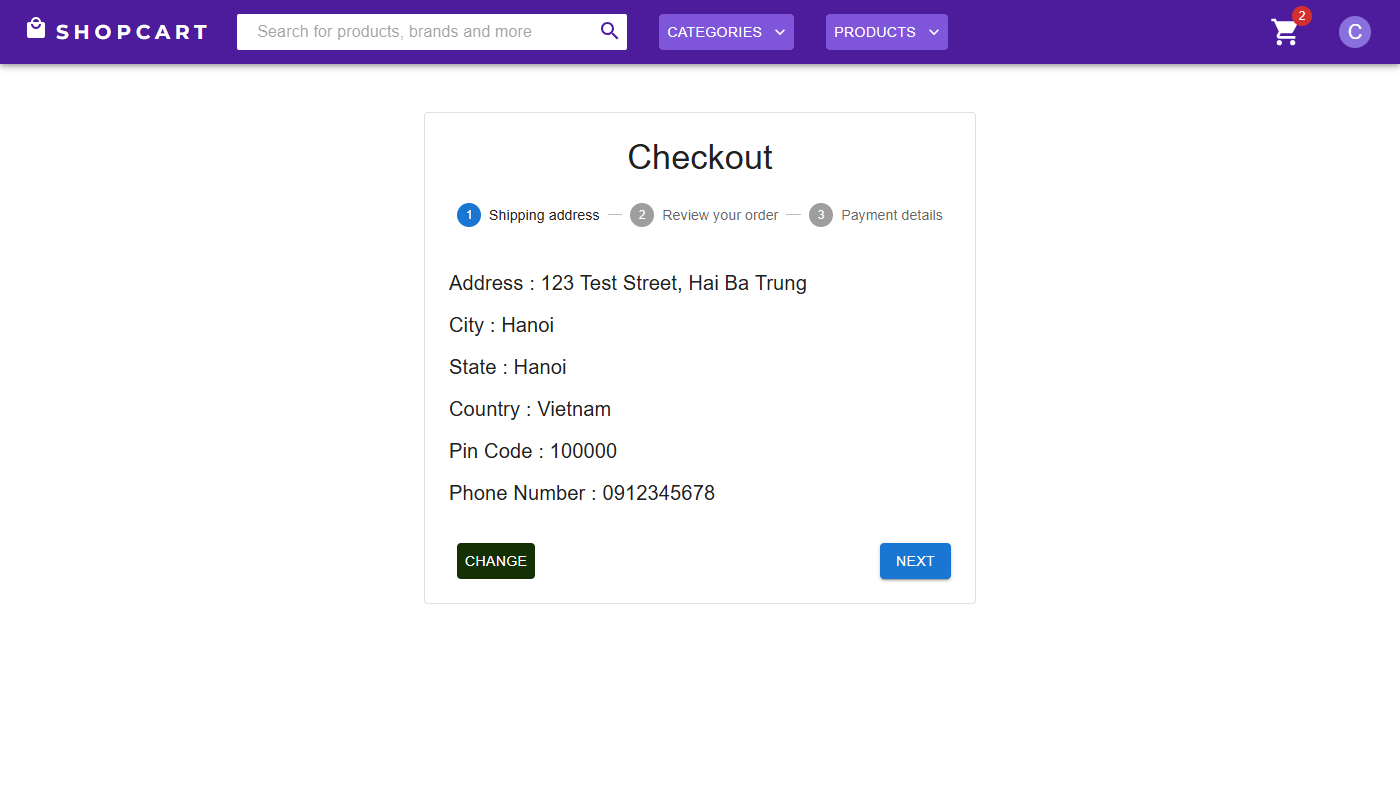 SHOPCART Search for products, brands and more CATEGORIES PRODUCTS 2 C
Checkout
1 Shipping address 2 Review your order 3 Payment details
Address : 123 Test Street, Hai Ba Trung
City : Hanoi
State : Hanoi
Country : Vietnam
Pin Code : 100000
Phone Number : 0912345678
CHANGE NEXT